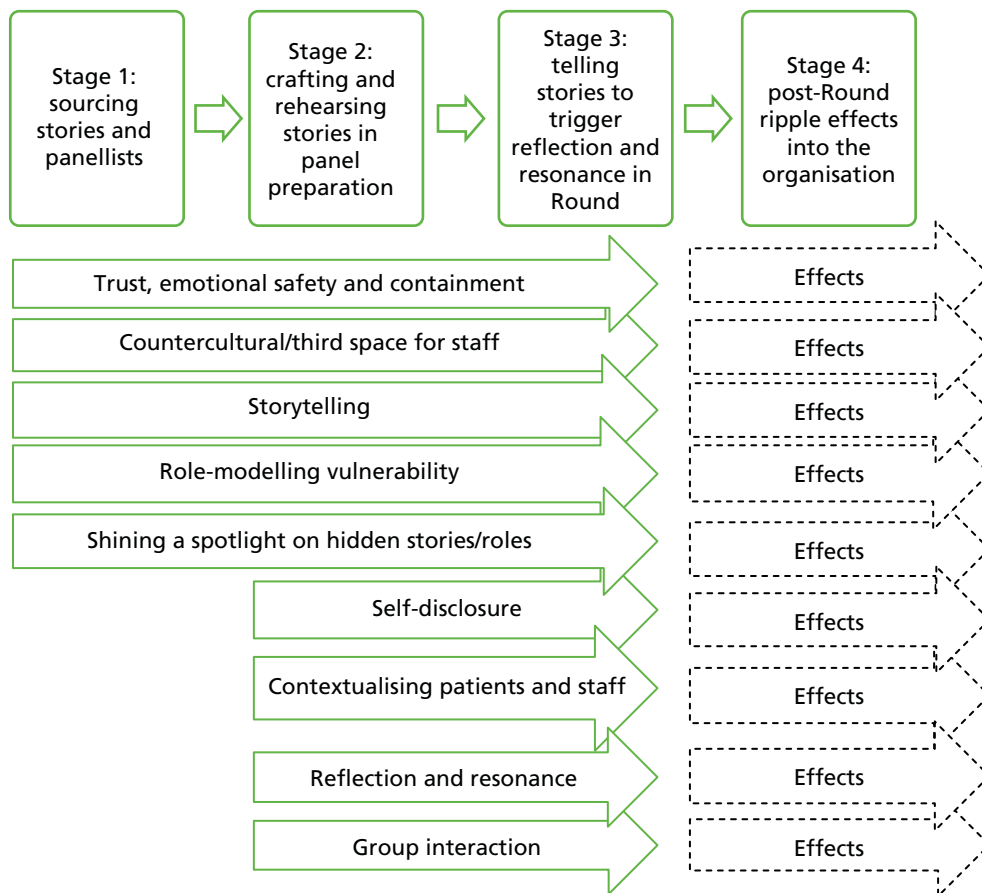 Stage 1:
sourcing
stories and
panellists
Stage 2:
crafting and
rehearsing
stories in
panel
preparation
Stage 3:
telling
stories to
trigger
reflection and
resonance in
Round
Stage 4:
post-Round
ripple effects
into the
organisation
Trust, emotional safety and containment
Effects
Countercultural/third space for staff
Effects
Storytelling
Effects
Role-modelling vulnerability
Effects
Shining a spotlight on hidden stories/roles
Effects
Self-disclosure
Effects
Contextualising patients and staff
Effects
Reflection and resonance
Effects
Group interaction
Effects